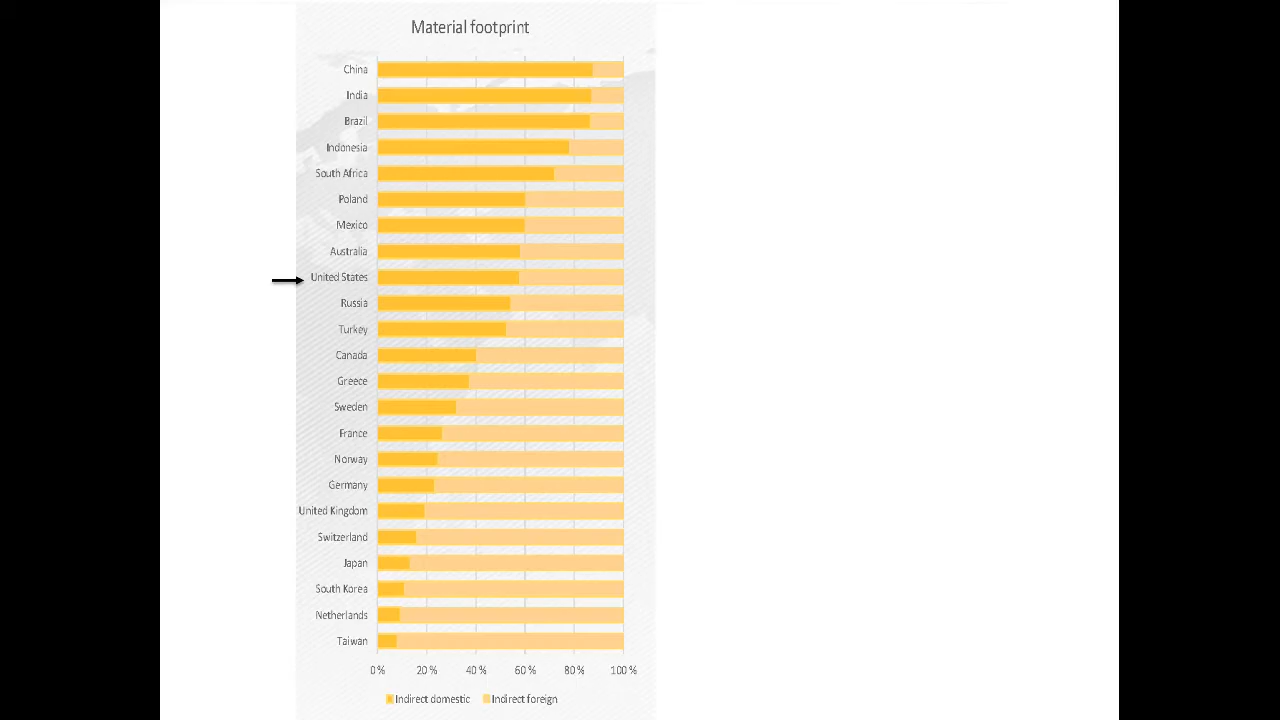 Material footprint
China
India
Brazil
Indonesia
South Africa
Poland
Mexico
Australia
United States
Russia
Turkey
Canada
Greece
Sweden
France
Norway
Germany
United Kingdom
Switzerland
Japan
South Korea
Netherlands
Taiwan
0 % 20 % 40 % 60 % 80 % 100 %
Indirect domestic Indirect foreign